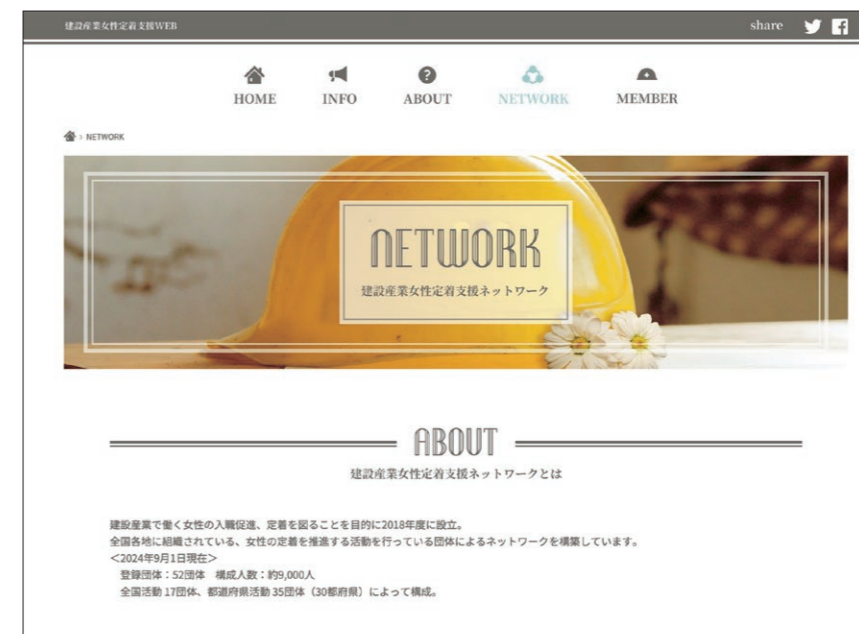 建設産業女性定着支援WEB
share
HOME INFO ABOUT NETWORK MEMBER
> NETWORK
NETWORK
建設産業女性定着支援ネットワーク
ABOUT
建設産業女性定着支援ネットワークとは
建設産業で働く女性の入職促進、定着を図ることを目的に2018年度に設立。
全国各地に組織されている、女性の定着を推進する活動を行っている団体によるネットワークを構築しています。
<2024年9月1日現在>
登録団体:52団体 構成人数:約9,000人
全国活動 17団体、都道府県活動 35団体(30都府県)によって構成。